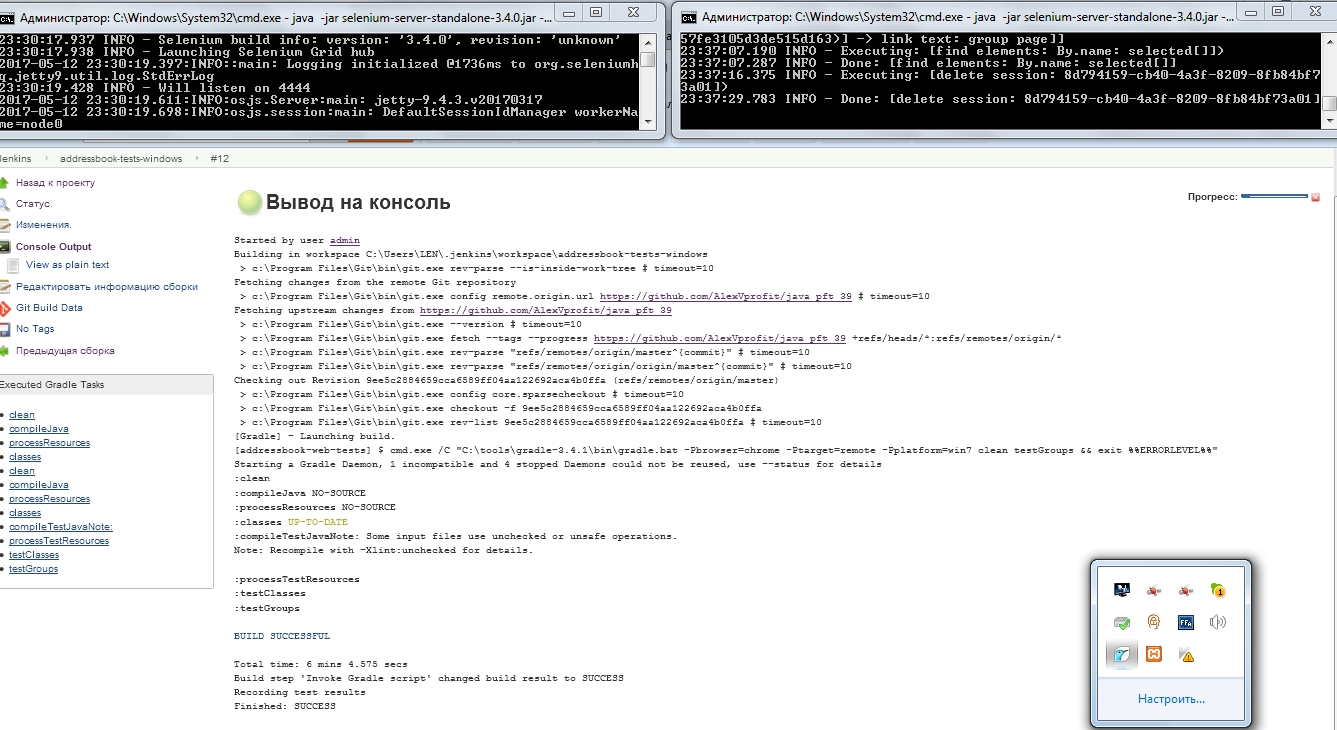 Администратор: C:\Windows\System32\cmd.exe - java -jar selenium-server-standalone-3.4.0.jar -...
23:30:17.937 INFO - Selenium build info: version: '3.4.0', revision: 'unknown'
23:30:17.938 INFO - Launching Selenium Grid hub
2017-05-12 23:30:19.397:INFO::main: Logging initialized @1736ms to org.seleniumh
q.jetty9.util.log.StdErrLog
23:30:19.428 INFO - Will listen on 4444
2017-05-12 23:30:19.611:INFO:osjs.Server:main: jetty-9.4.3.v20170317
2017-05-12 23:30:19.698:INFO:osjs.session:main: DefaultSessionIdManager workerNa
me=node0
Администратор: C:\Windows\System32\cmd.exe - java -jar selenium-server-standalone-3.4.0.jar -...
57fe3105d3de515d163)] -> link text: group page]]
23:37:07.190 INFO - Executing: [find elements: By.name: selected[]])
23:37:07.287 INFO - Done: [find elements: By.name: selected[]]
23:37:16.375 INFO - Executing: [delete session: 8d794159-cb40-4a3f-8209-8fb84bf7
3a01])
23:37:29.783 INFO - Done: [delete session: 8d794159-cb40-4a3f-8209-8fb84bf73a01]
enkins addressbook-tests-windows #12
Назад к проекту
Статус.
Изменения.
Console Output
View as plain text
Редактировать информацию сборки
Git Build Data
No Tags
Предыдущая сборка
Executed Gradle Tasks
clean
compileJava
processResources
classes
clean
compileJava
processResources
classes
compileTestJavaNote:
processTestResources
testClasses
testGroups
Вывод на консоль
Прогресс:
Started by user admin
Building in workspace C:\Users\LEN\.jenkins\workspace\addressbook-tests-windows
> c:\Program Files\Git\bin\git.exe rev-parse --is-inside-work-tree # timeout=10
Fetching changes from the remote Git repository
> c:\Program Files\Git\bin\git.exe config remote.origin.url https://github.com/AlexVprofit/java_pft_39 # timeout=10
Fetching upstream changes from https://github.com/AlexVprofit/java_pft_39
> c:\Program Files\Git\bin\git.exe --version # timeout=10
> c:\Program Files\Git\bin\git.exe fetch --tags --progress https://github.com/AlexVprofit/java_pft_39 +refs/heads/*:refs/remotes/origin/*
> c:\Program Files\Git\bin\git.exe rev-parse "refs/remotes/origin/master^{commit}" # timeout=10
> c:\Program Files\Git\bin\git.exe rev-parse "refs/remotes/origin/origin/master^{commit}" # timeout=10
Checking out Revision 9ee5c2884659cca6589ff04aa122692aca4b0ffa (refs/remotes/origin/master)
> c:\Program Files\Git\bin\git.exe config core.sparsecheckout # timeout=10
> c:\Program Files\Git\bin\git.exe checkout -f 9ee5c2884659cca6589ff04aa122692aca4b0ffa
> c:\Program Files\Git\bin\git.exe rev-list 9ee5c2884659cca6589ff04aa122692aca4b0ffa # timeout=10
[Gradle] - Launching build.
[addressbook-web-tests] $ cmd.exe /C "C:\tools\gradle-3.4.1\bin\gradle.bat -Pbrowser=chrome -Ptarget=remote -Pplatform=win7 clean testGroups && exit %%ERRORLEVEL%%"
Starting a Gradle Daemon, 1 incompatible and 4 stopped Daemons could not be reused, use --status for details
:clean
:compileJava NO-SOURCE
:processResources NO-SOURCE
:classes UP-TO-DATE
:compileTestJavaNote: Some input files use unchecked or unsafe operations.
Note: Recompile with -Xlint:unchecked for details.
:processTestResources
:testClasses
:testGroups
BUILD SUCCESSFUL
Total time: 6 mins 4.575 secs
Build step 'Invoke Gradle script' changed build result to SUCCESS
Recording test results
Finished: SUCCESS
1
FFA
Настроить...